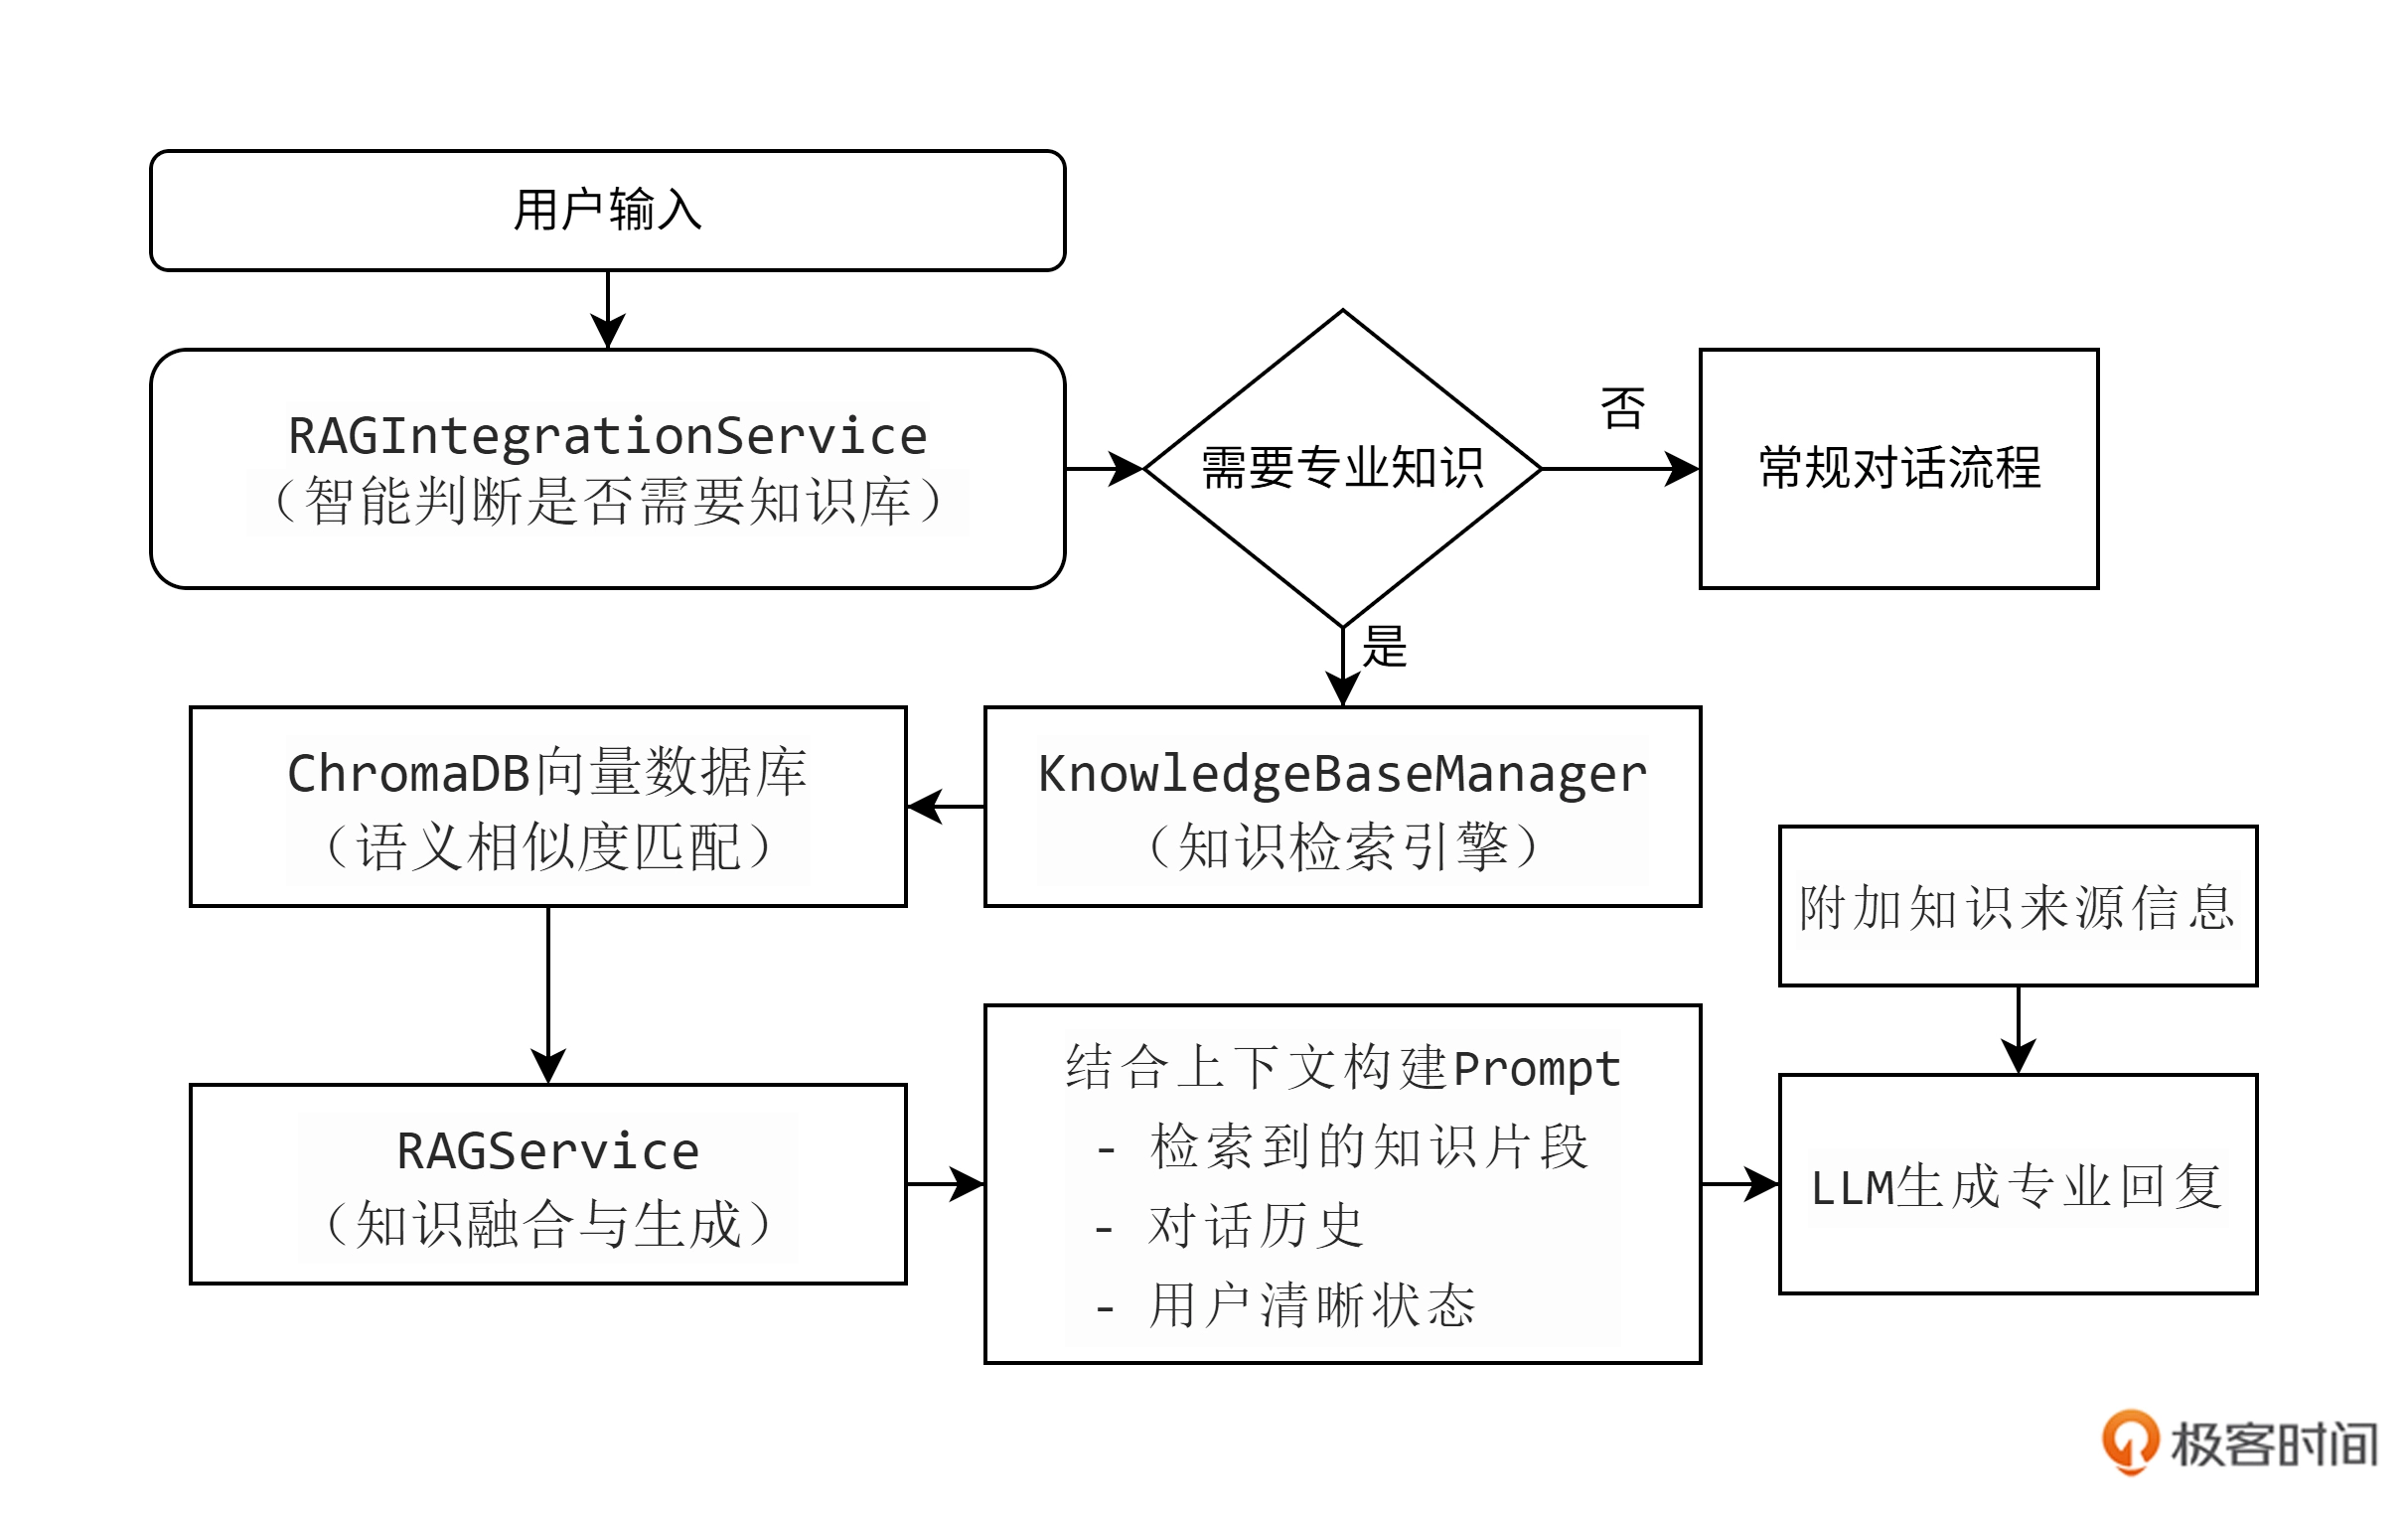 用户输入
RAGIntegrationService
（智能判断是否需要知识库）
需要专业知识
否
常规对话流程
是
ChromaDB向量数据库
（语义相似度匹配）
KnowledgeBaseManager
（知识检索引擎）
附加知识来源信息
RAGService
（知识融合与生成）
结合上下文构建Prompt
- 检索到的知识片段
- 对话历史
- 用户清晰状态
LLM生成专业回复
极客时间